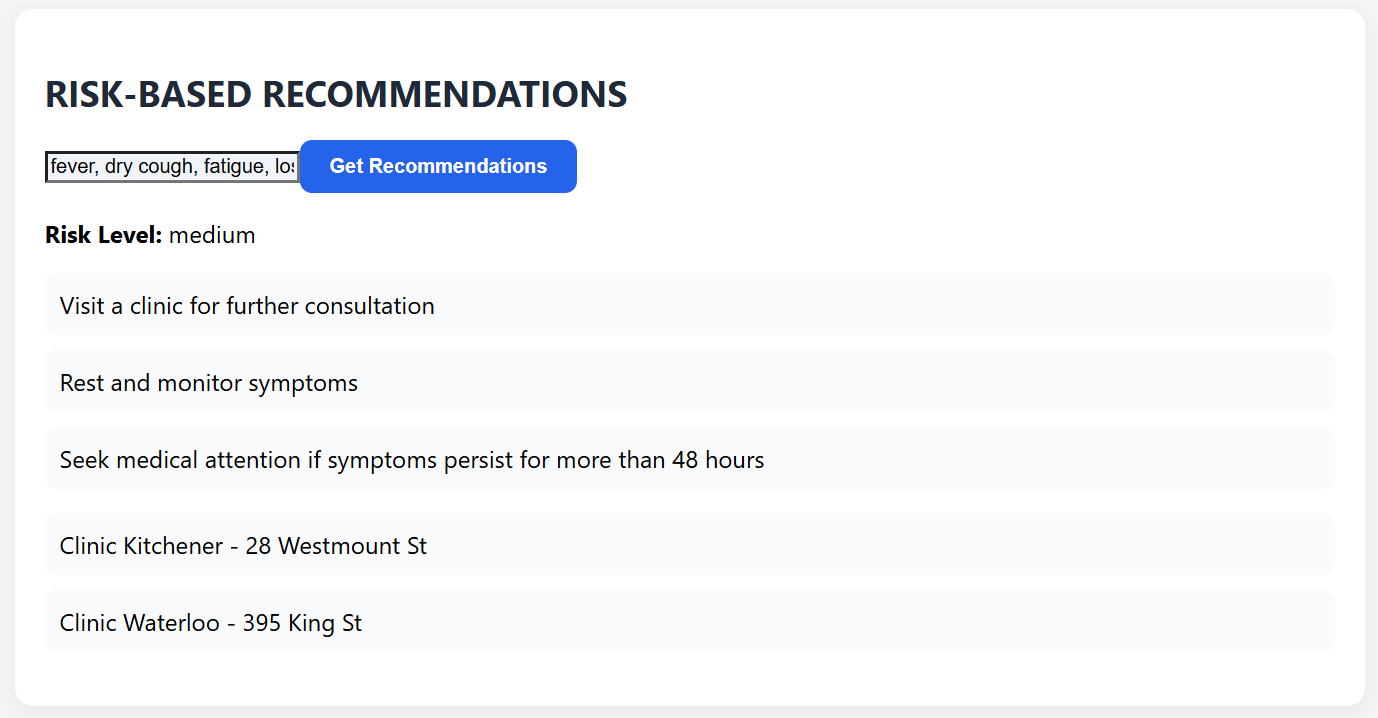 RISK-BASED RECOMMENDATIONS
fever, dry cough, fatigue, Get Recommendations
Risk Level: medium
Visit a clinic for further consultation
Rest and monitor symptoms
Seek medical attention if symptoms persist for more than 48 hours
Clinic Kitchener - 28 Westmount St
Clinic Waterloo - 395 King St